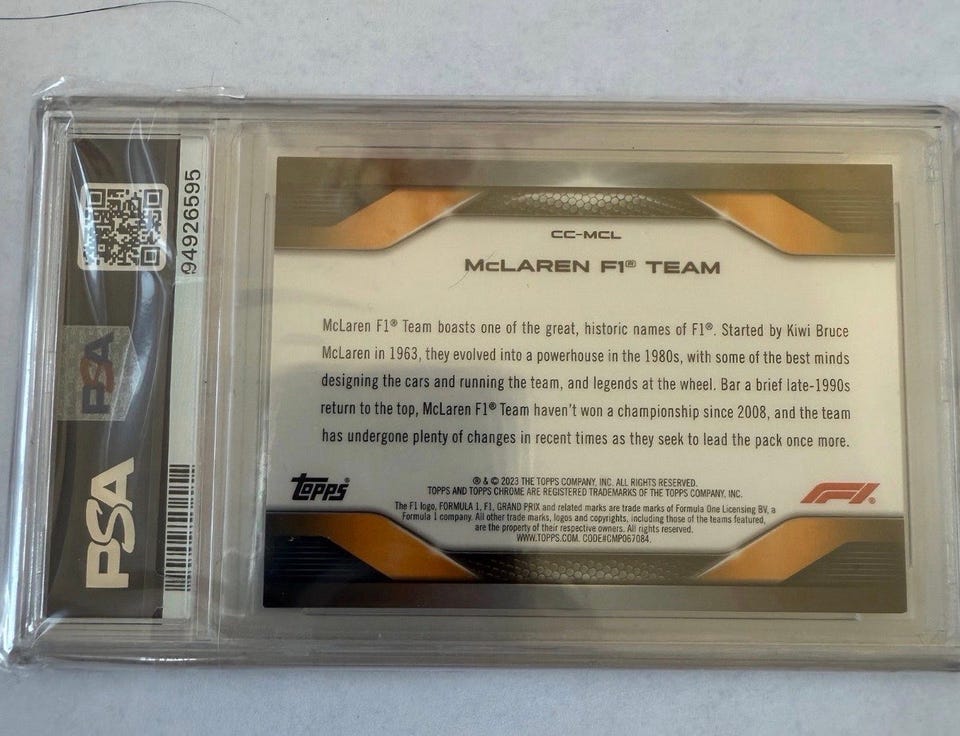 94926595
PSA
PSA
CC-MCL
McLAREN F1® TEAM
McLaren F1® Team boasts one of the great, historic names of F1®. Started by Kiwi Bruce
McLaren in 1963, they evolved into a powerhouse in the 1980s, with some of the best minds
designing the cars and running the team, and legends at the wheel. Bar a brief late-1990s
return to the top, McLaren F1® Team haven't won a championship since 2008, and the team
has undergone plenty of changes in recent times as they seek to lead the pack once more.
topps®
® & © 2023 THE TOPPS COMPANY, INC. ALL RIGHTS RESERVED.
TOPPS AND TOPPS CHROME ARE REGISTERED TRADEMARKS OF THE TOPPS COMPANY, INC.
The F1 logo, FORMULA 1, F1, GRAND PRIX and related marks are trade marks of Formula One Licensing BV, a
Formula 1 company. All other trade marks, logos and copyrights, including those of the teams featured,
are the property of their respective owners. All rights reserved.
WWW.TOPPS.COM. CODE#CMP067084.
F1®